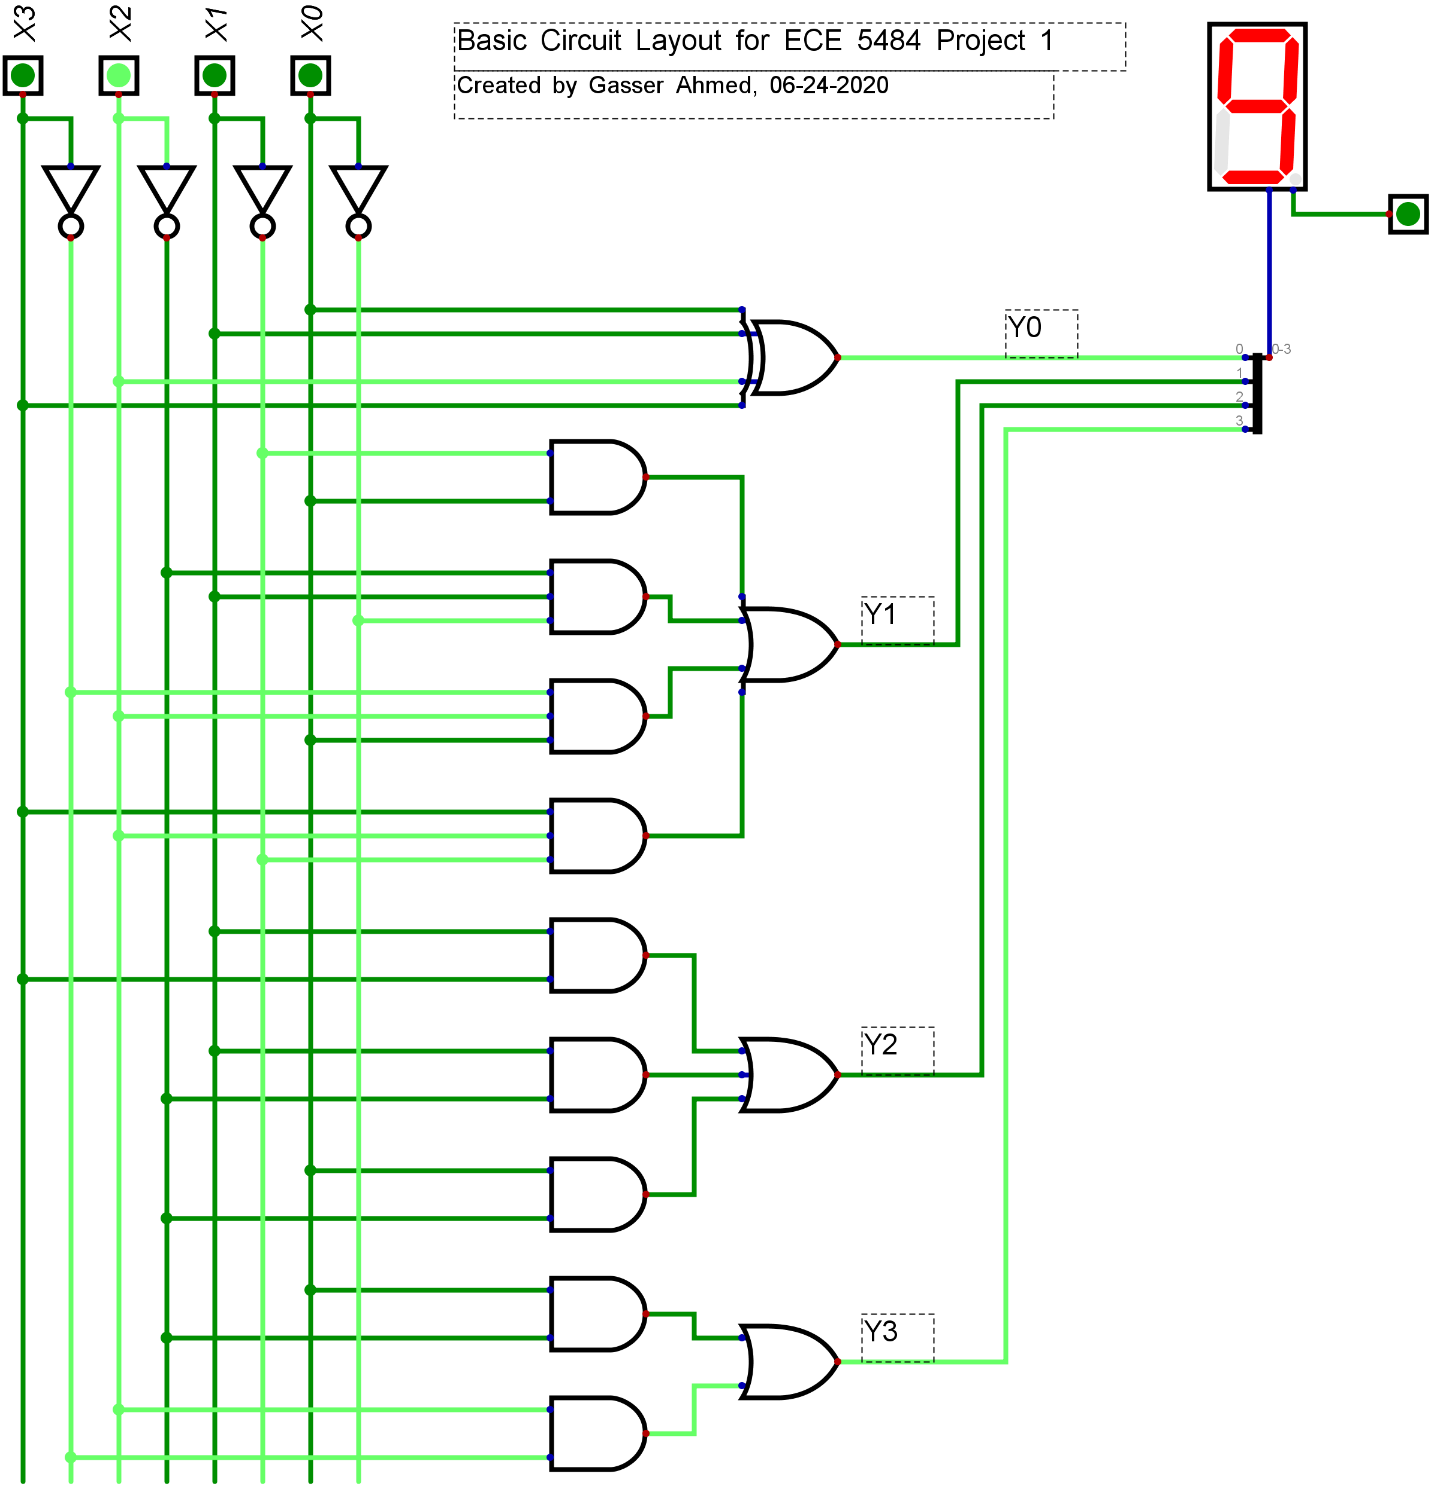 X3 X2 X1 X0
Basic Circuit Layout for ECE 5484 Project 1
Created by Gasser Ahmed, 06-24-2020
9
Y0
0
0-3
1
2
3
Y1
Y2
Y3